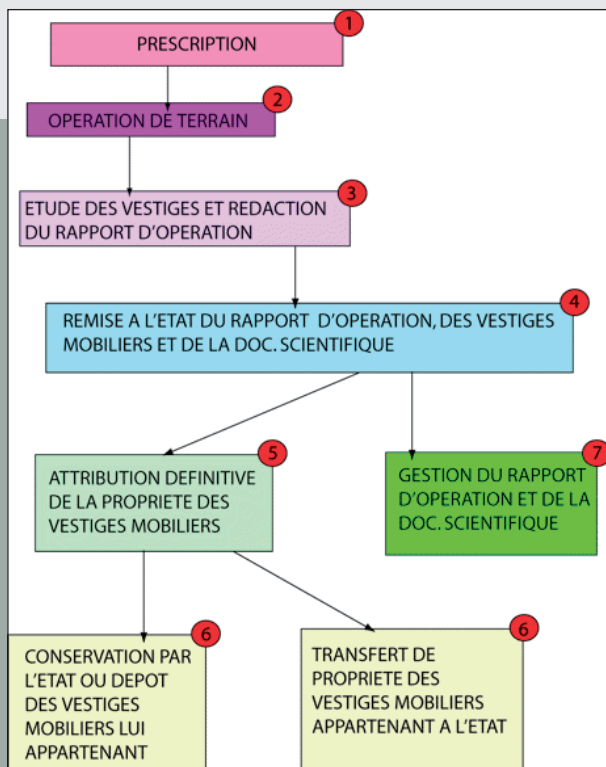 1
PRESCRIPTION
2
OPERATION DE TERRAIN
3
ETUDE DES VESTIGES ET REDACTION
DU RAPPORT D'OPERATION
4
REMISE A L'ETAT DU RAPPORT D'OPERATION, DES VESTIGES
MOBILIERS ET DE LA DOC. SCIENTIFIQUE
5
ATTRIBUTION DEFINITIVE
DE LA PROPRIETE DES
VESTIGES MOBILIERS
7
GESTION DU RAPPORT
D'OPERATION ET DE LA
DOC. SCIENTIFIQUE
6
CONSERVATION PAR
L'ETAT OU DEPOT
DES VESTIGES
MOBILIERS LUI
APPARTENANT
6
TRANSFERT DE
PROPRIETE DES
VESTIGES MOBILIERS
APPARTENANT A L'ETAT